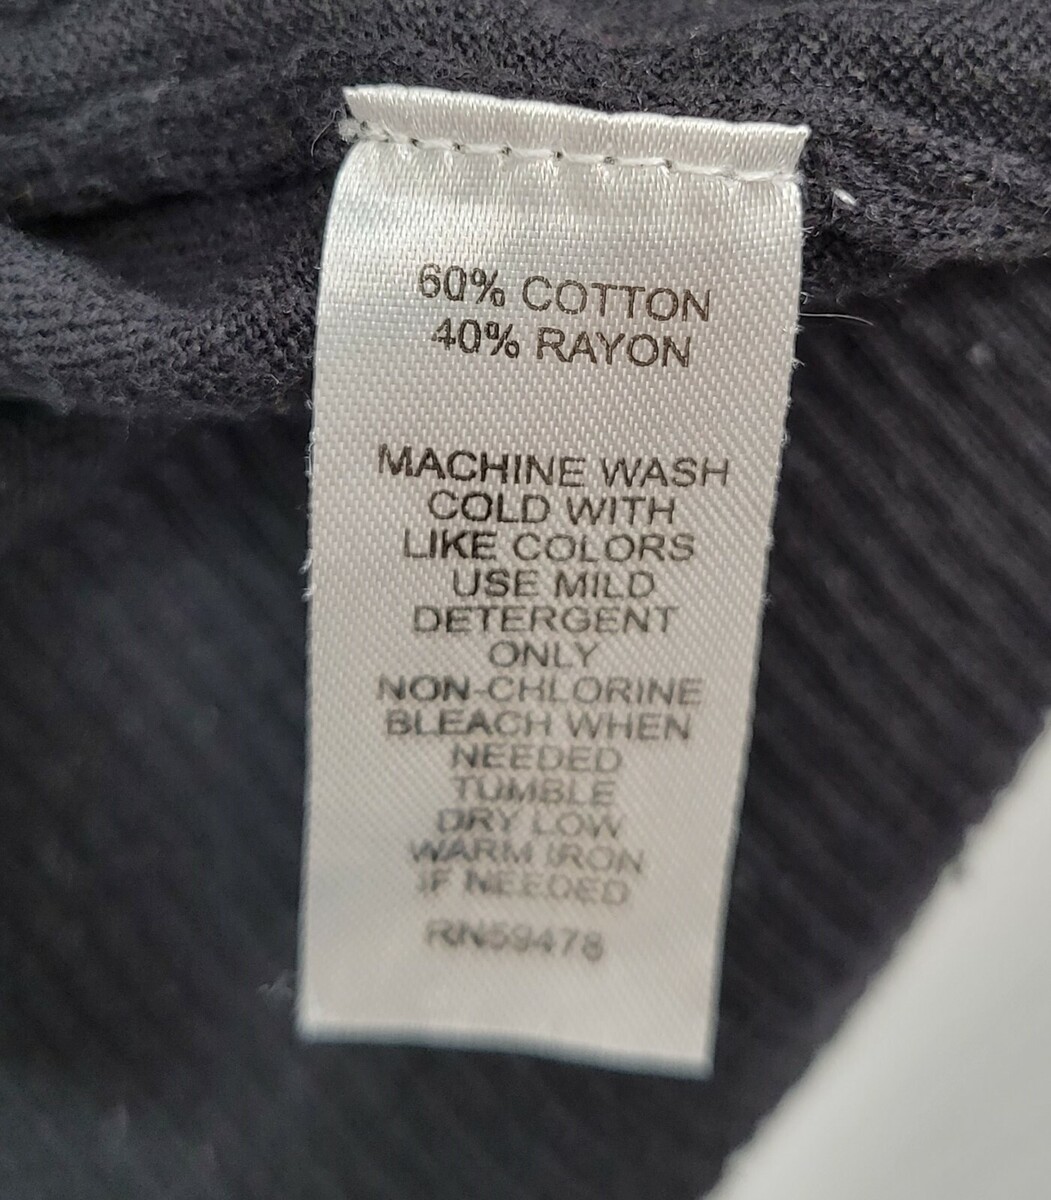 60% COTTON
40% RAYON
MACHINE WASH
COLD WITH
LIKE COLORS
USE MILD
DETERGENT
ONLY
NON-CHLORINE
BLEACH WHEN
NEEDED
TUMBLE
DRY LOW
WARM IRON
IF NEEDED
RN59478